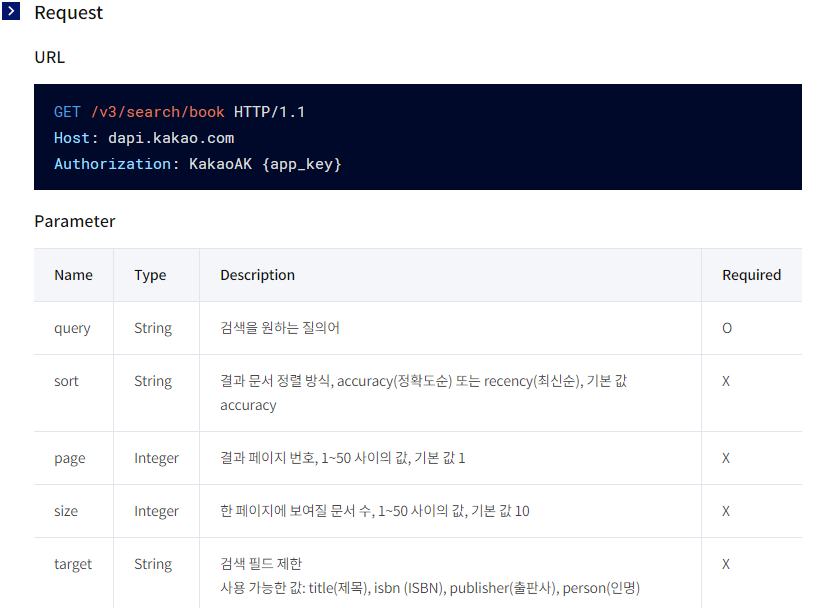 Request
URL
GET /v3/search/book HTTP/1.1
Host: dapi.kakao.com
Authorization: KakaoAK {app_key}
Parameter
Name Type Description Required
query String 검색을 원하는 질의어 O
sort String 결과 문서 정렬 방식, accuracy(정확도순) 또는 recency(최신순), 기본 값 X
accuracy
page Integer 결과 페이지 번호, 1~50 사이의 값, 기본 값 1 X
size Integer 한 페이지에 보여질 문서 수, 1~50 사이의 값, 기본 값 10 X
target String 검색 필드 제한 X
사용 가능한 값: title(제목), isbn (ISBN), publisher(출판사), person(인명)